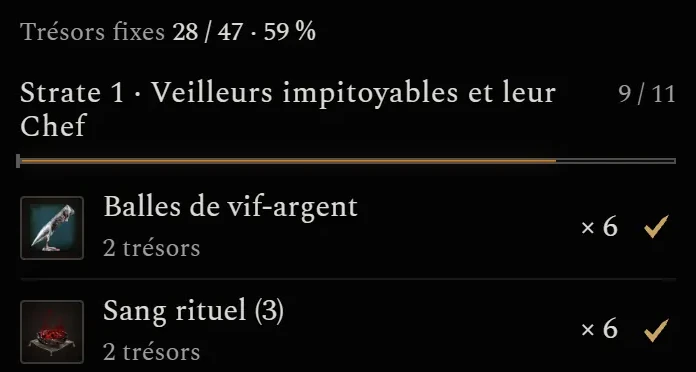 Trésors fixes 28 / 47 · 59 %
Strate 1 · Veilleurs impitoyables et leur
Chef
9 / 11
Balles de vif-argent
2 trésors
× 6
Sang rituel (3)
2 trésors
× 6